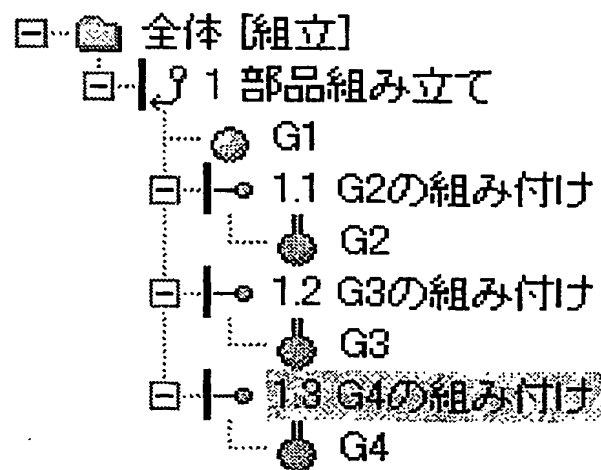 全体 [組立]
1 部品組み立て
G1
1.1 G2の組み付け
G2
1.2 G3の組み付け
G3
1.3 G4の組み付け
G4